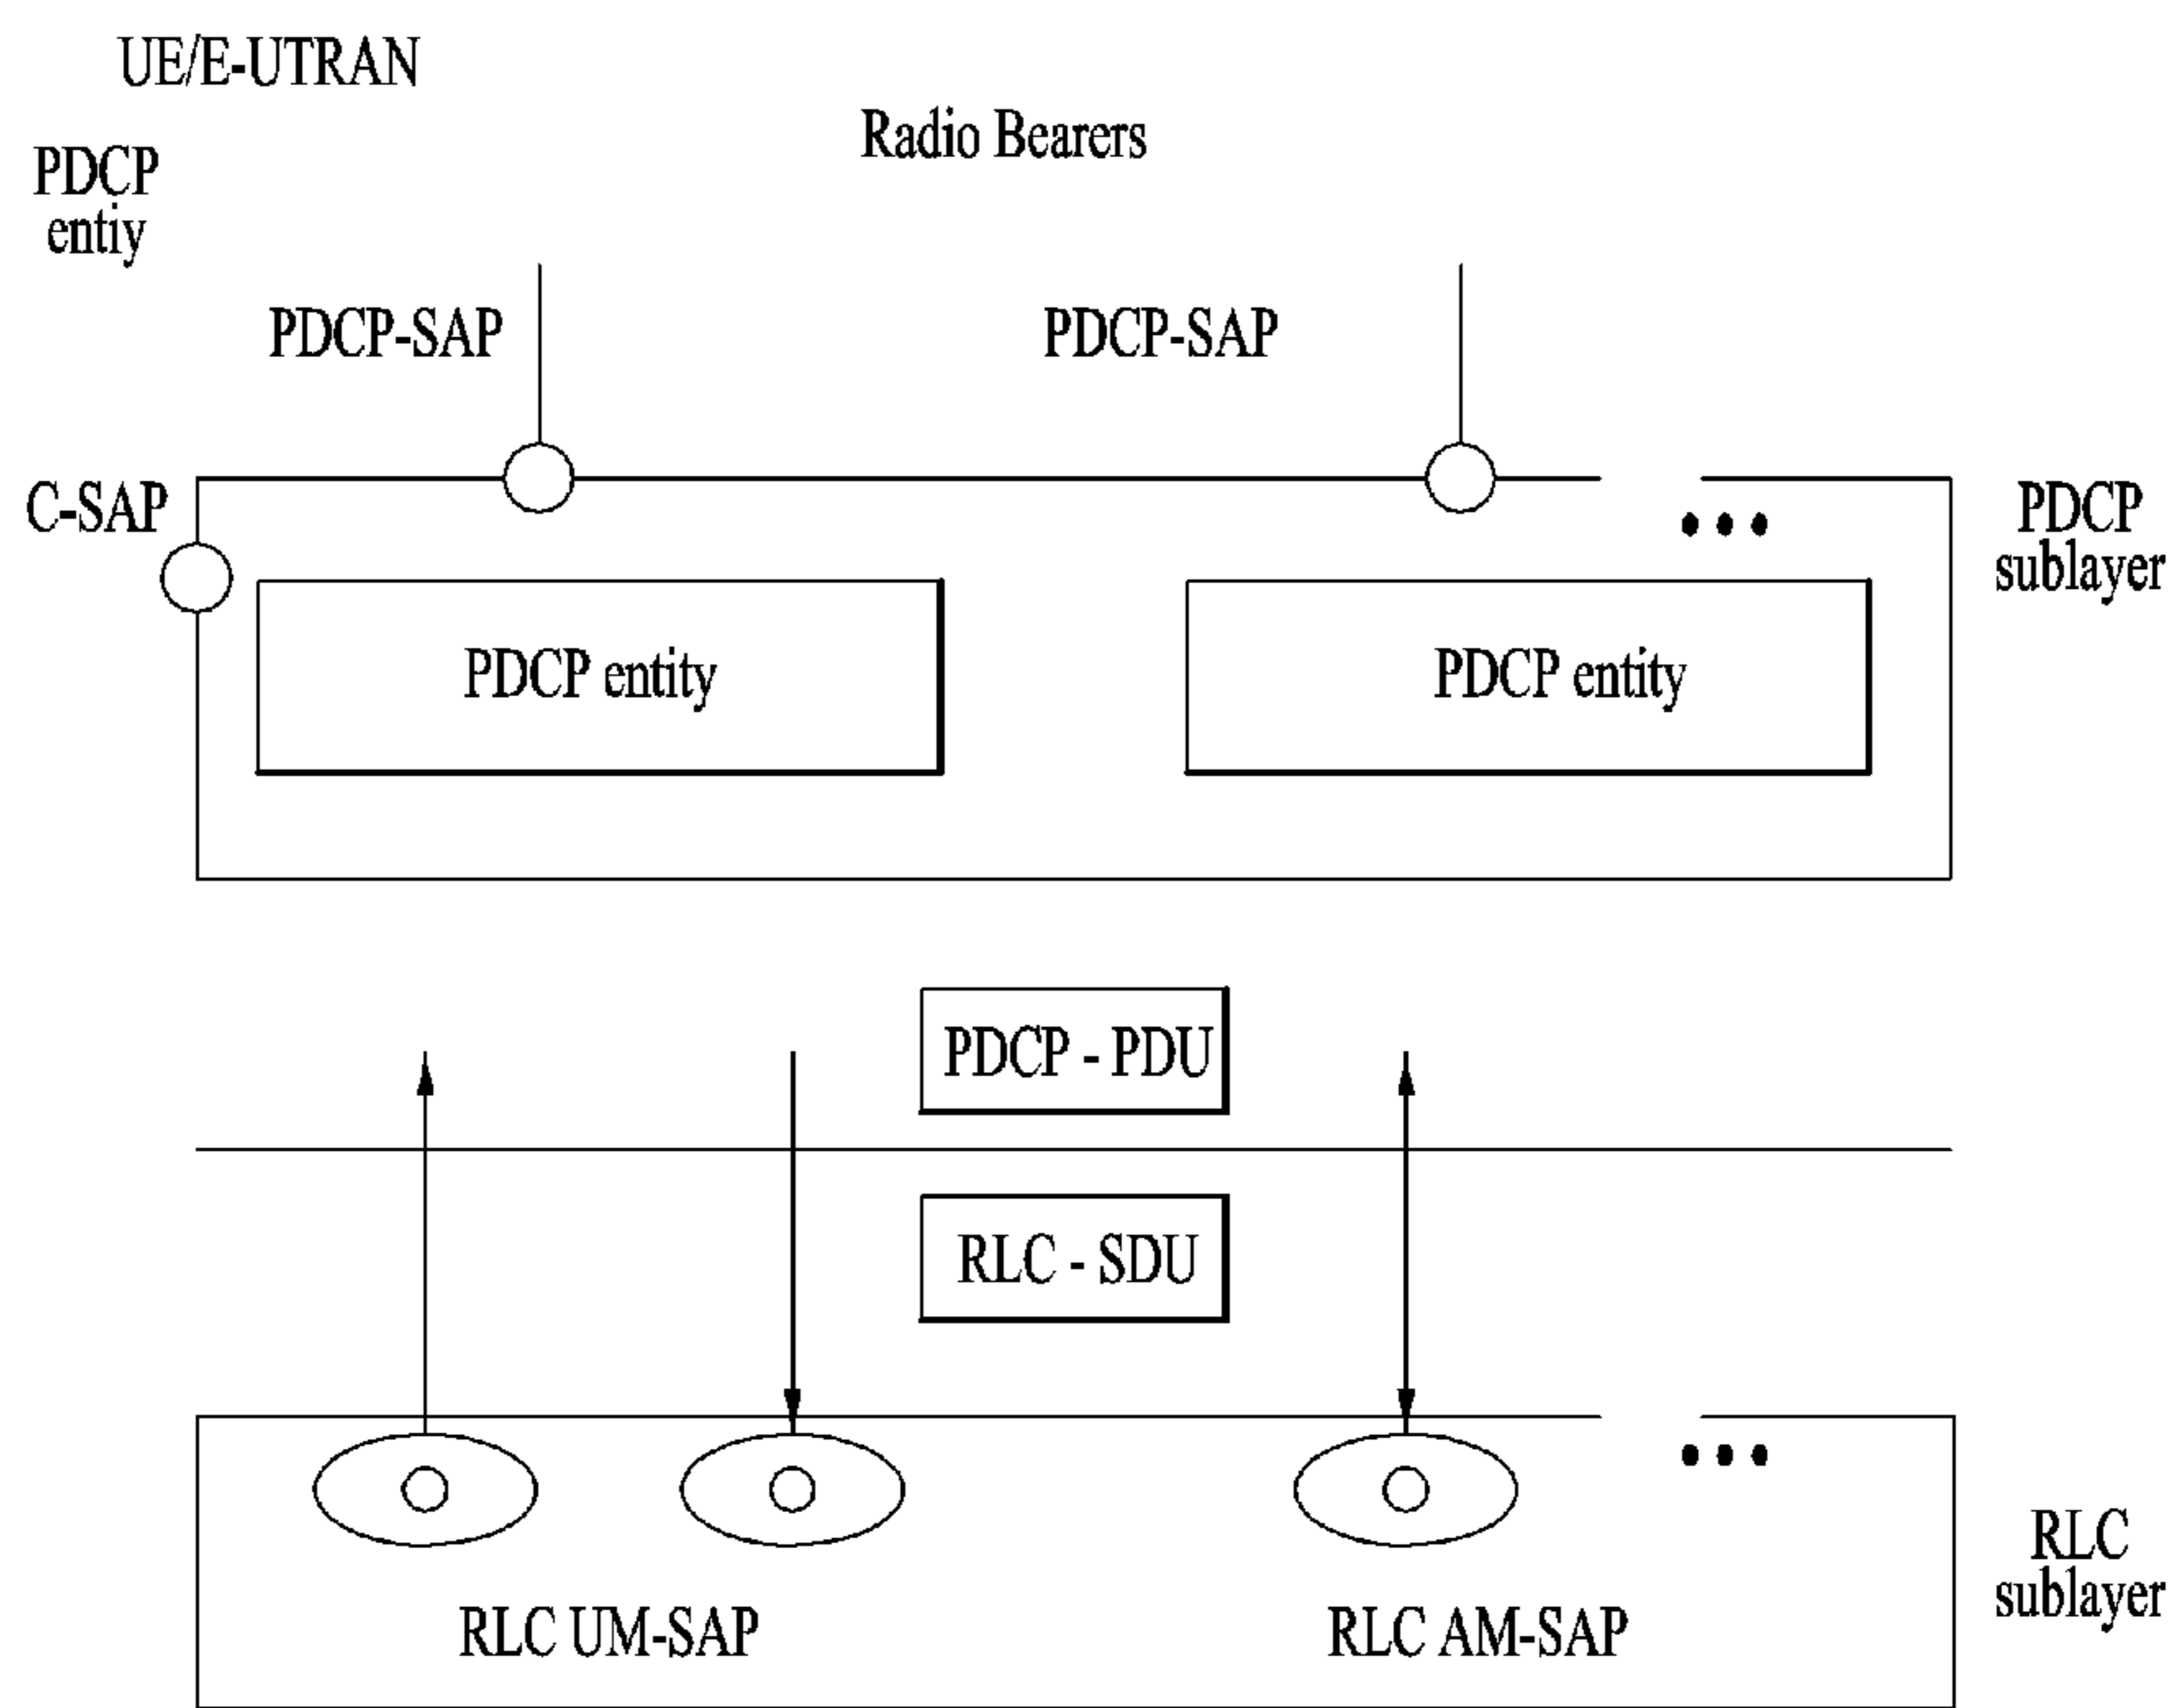 UE/E-UTRAN
Radio Bearers
PDCP
entiy
PDCP-SAP
PDCP-SAP
C-SAP
PDCP
sublayer
PDCP entity
PDCP entity
PDCP - PDU
RLC - SDU
RLC
sublayer
RLC UM-SAP
RLC AM-SAP